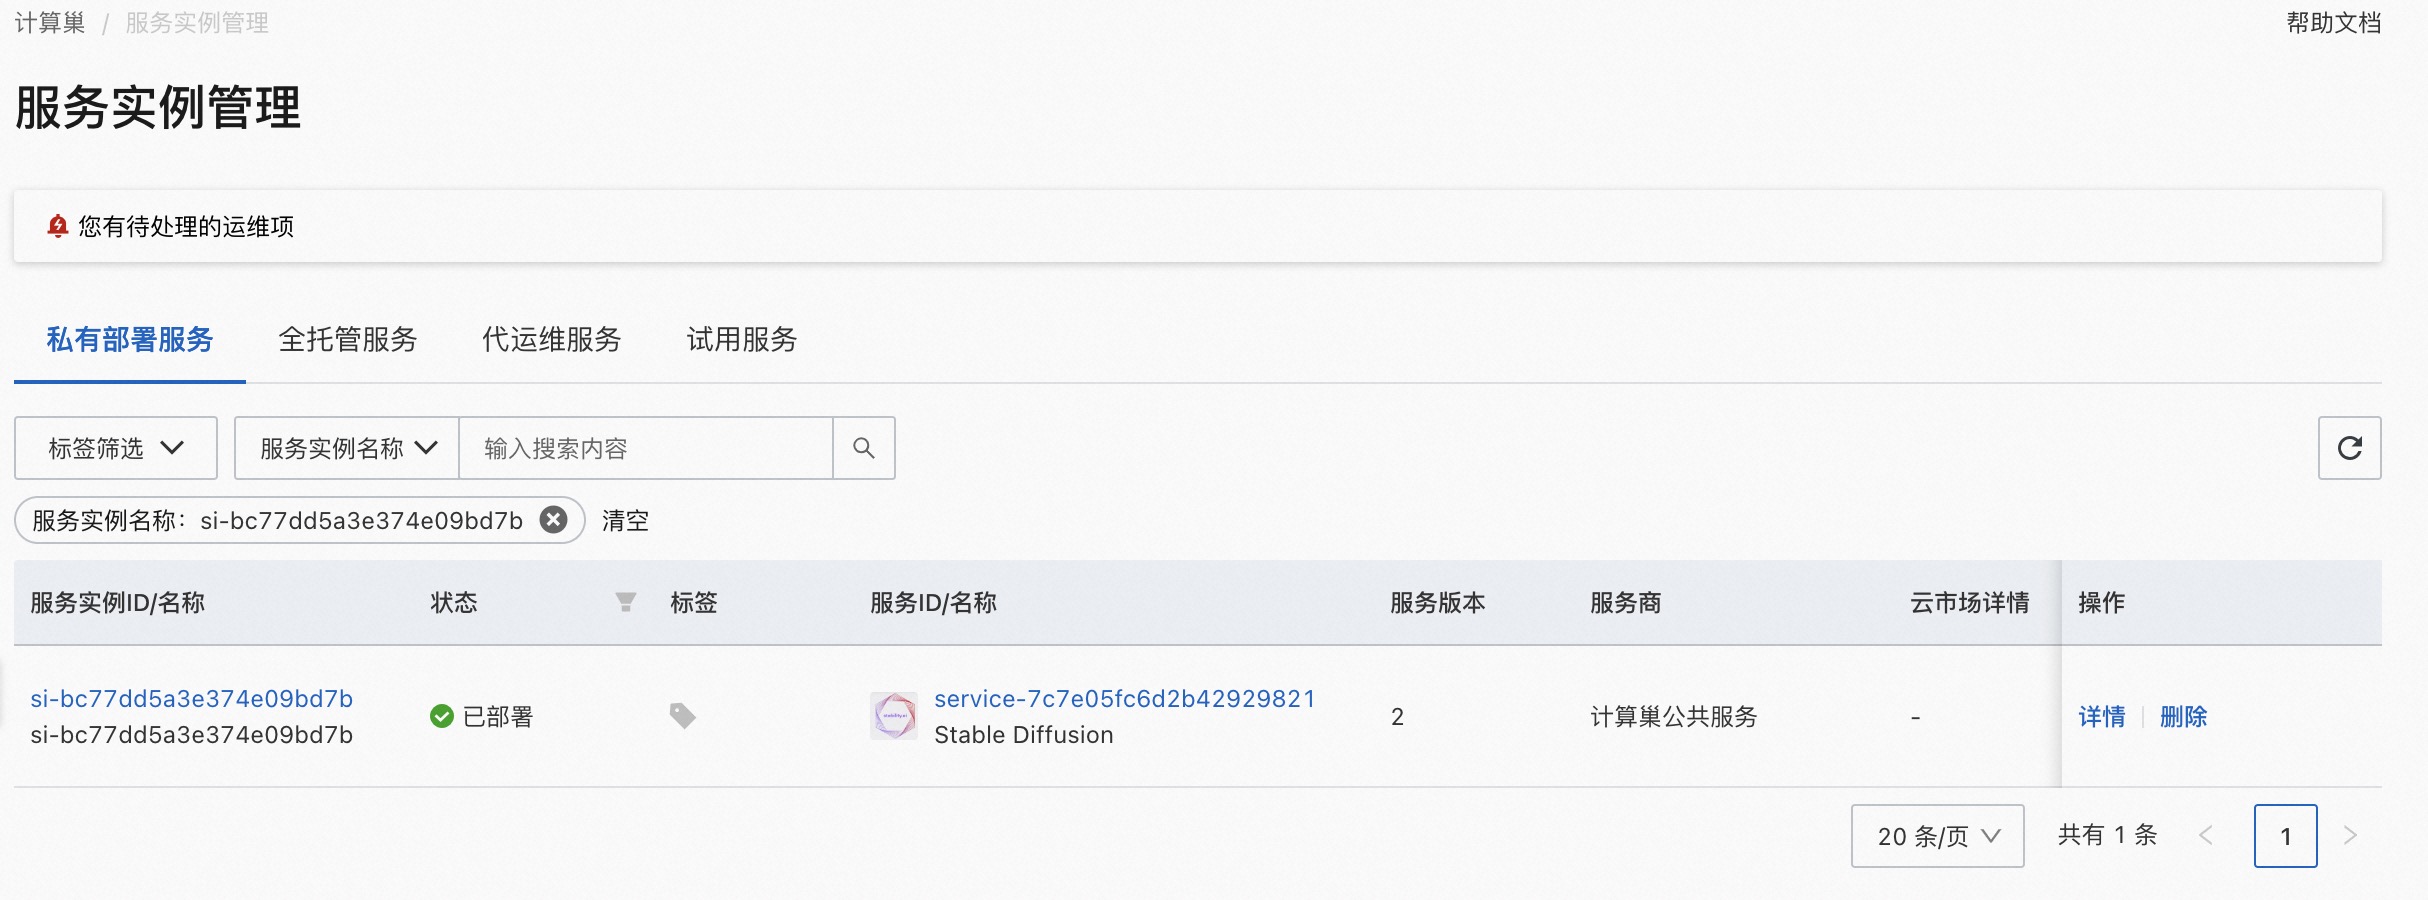 计算巢 / 服务实例管理
帮助文档
服务实例管理
您有待处理的运维项
私有部署服务 全托管服务 代运维服务 试用服务
标签筛选 服务实例名称 输入搜索内容
服务实例名称: si-bc77dd5a3e374e09bd7b 清空
服务实例ID/名称 状态 标签 服务ID/名称 服务版本 服务商 云市场详情 操作
si-bc77dd5a3e374e09bd7b
si-bc77dd5a3e374e09bd7b
已部署
stability.ai
service-7c7e05fc6d2b42929821
Stable Diffusion
2
计算巢公共服务
-
详情 删除
20 条/页 共有 1 条 < 1 >